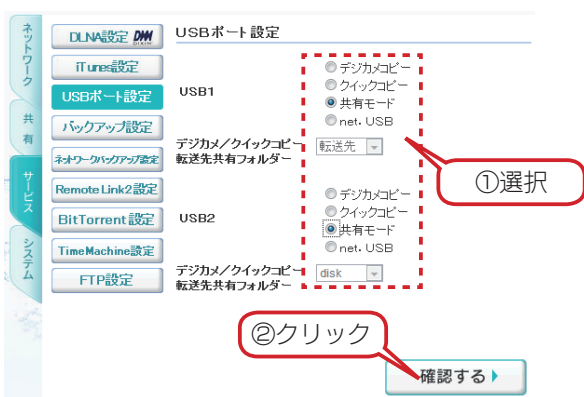 ネットワーク
共有
サービス
システム
DLNA設定 DiXiM
iTunes設定
USBポート設定
バックアップ設定
ネットワークバックアップ設定
Remote Link2設定
BitTorrent設定
TimeMachine設定
FTP設定
USBポート設定
USB1
デジカメコピー
クイックコピー
共有モード
net.USB
デジカメ/クイックコピー
転送先共有フォルダー
転送先
①選択
USB2
デジカメコピー
クイックコピー
共有モード
net.USB
デジカメ/クイックコピー
転送先共有フォルダー
disk
②クリック
確認する